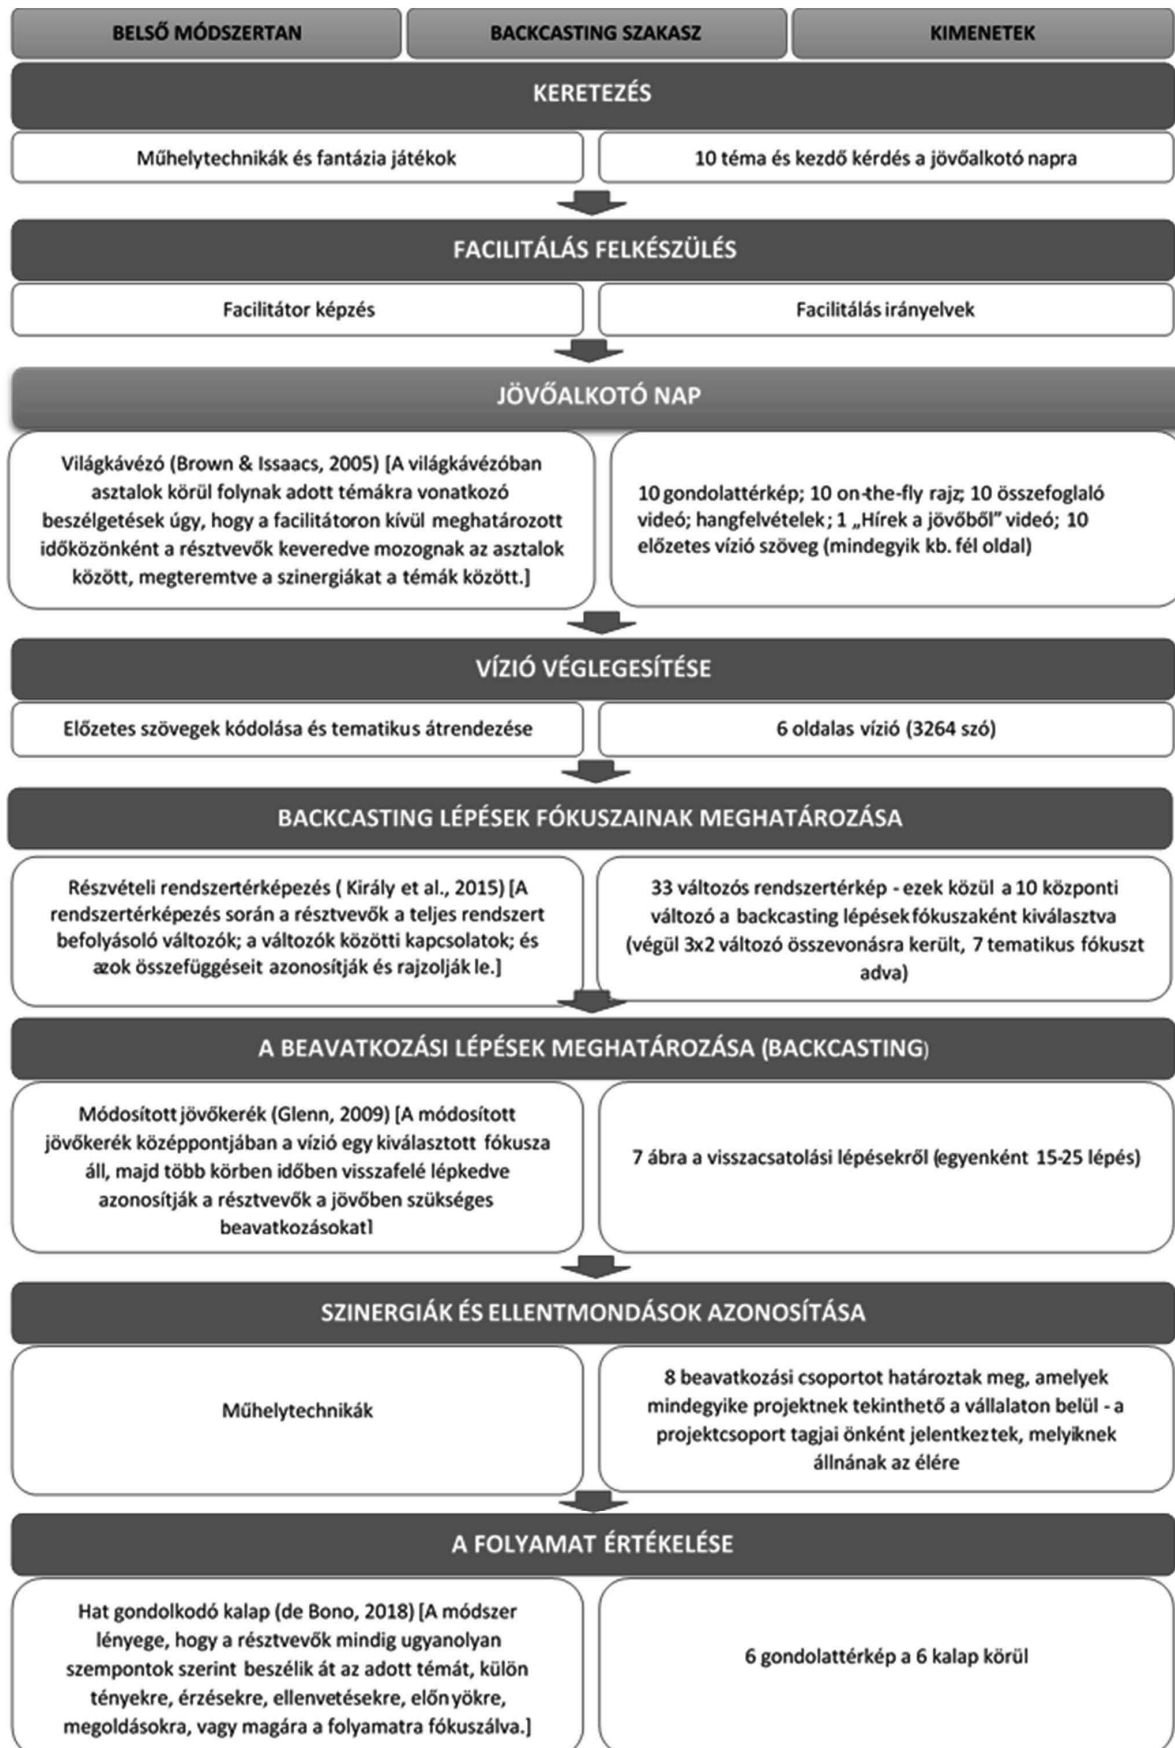 BELSŐ MÓDSZERTAN
BACKCASTING SZAKASZ
KIMENETEK
KERETEZÉS
Műhelytechnikák és fantázia játékok
10 téma és kezdő kérdés a jövőalkotó napra
FACILITÁLÁS FELKÉSZÜLÉS
Facilitátor képzés
Facilitálás irányelvek
JÖVŐALKOTÓ NAP
Világkávézó (Brown & Issaacs, 2005) [A világkávézóban
asztalok körül folynak adott témákra vonatkozó
beszélgetések úgy, hogy a facilitátoron kívül meghatározott
időközönként a résztvevők keveredve mozognak az asztalok
között, megteremtve a szinergiákat a témák között.]
10 gondolattérkép; 10 on-the-fly rajz; 10 összefoglaló
videó; hangfelvételek; 1 „Hírek a jövőből” videó; 10
előzetes vízió szöveg (mindegyik kb. fél oldal)
VÍZIÓ VÉGLEGESÍTÉSE
Előzetes szövegek kódolása és tematikus átrendezése
6 oldalas vízió (3264 szó)
BACKCASTING LÉPÉSEK FÓKUSZAINAK MEGHATÁROZÁSA
Részvételi rendszertérképezés ( Király et al., 2015) [A
rendszertérképezés során a résztvevők a teljes rendszert
befolyásoló változók; a változók közötti kapcsolatok; és
azok összefüggéseit azonosítják és rajzolják le.]
33 változós rendszertérkép - ezek közül a 10 központi
változó a backcasting lépések fókuszaként kiválasztva
(végül 3x2 változó összevonásra került, 7 tematikus fókuszt
adva)
A BEAVATKOZÁSI LÉPÉSEK MEGHATÁROZÁSA (BACKCASTING)
Módosított jövőkerék (Glenn, 2009) [A módosított
jövőkerék középpontjában a vízió egy kiválasztott fókusza
áll, majd több körben időben visszafelé lépkedve
azonosítják a résztvevők a jövőben szükséges
beavatkozásokat]
7 ábra a visszacsatolási lépésekről (egyenként 15-25 lépés)
SZINERGIÁK ÉS ELLENTMONDÁSOK AZONOSÍTÁSA
Műhelytechnikák
8 beavatkozási csoportot határoztak meg, amelyek
mindegyike projektnek tekinthető a vállalaton belül - a
projektcsoport tagjai önként jelentkeztek, melyiknek
állnának az élére
A FOLYAMAT ÉRTÉKELÉSE
Hat gondolkodó kalap (de Bono, 2018) [A módszer
lényege, hogy a résztvevők mindig ugyanolyan
szempontok szerint beszélik át az adott témát, külön
tényekre, érzésekre, ellenvetésekre, előnyökre,
megoldásokra, vagy magára a folyamatra fókuszálva.]
6 gondolattérkép a 6 kalap körül